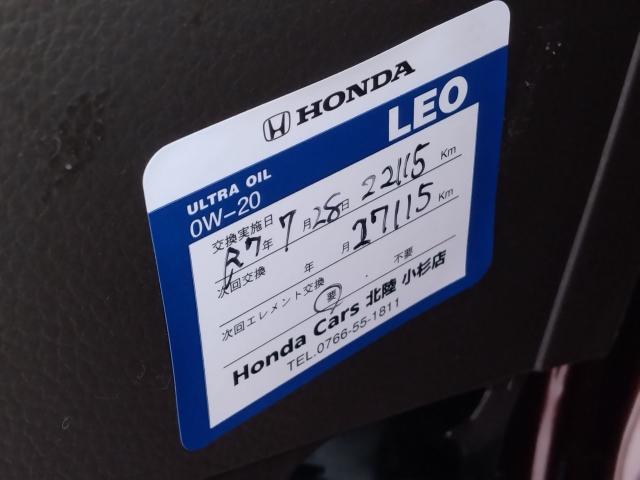 HONDA
LEO
ULTRA OIL
0W-20
交換実施日
R7年 7月28日 22115 Km
次回交換 年 月 27115 Km
次回エレメント交換 要 ・ 不要
Honda Cars 北陸 小杉店
TEL.0766-55-1811